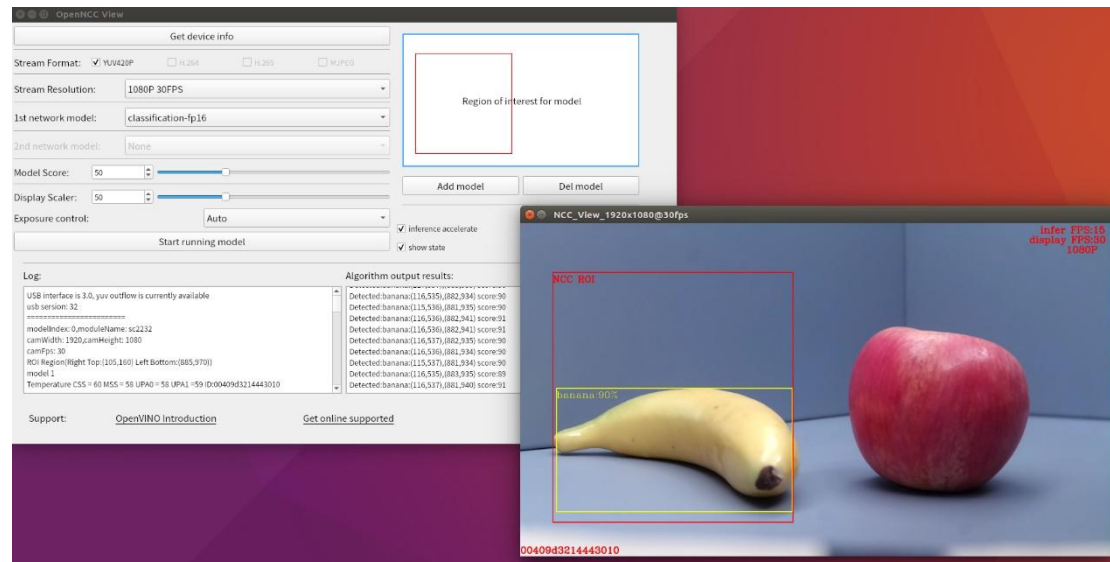 OpenNCC View
Get device info
Stream Format: YUV420P H.264 H.265 MJPEG
Stream Resolution: 1080P 30FPS
1st network model: classification-fp16
2nd network model: None
Model Score: 50
Display Scaler: 50
Exposure control: Auto
Start running model
Region of interest for model
Add model Del model
inference accelerate
show state
Log:
USB interface is 3.0, yuv outflow is currently available
usb sersion: 32
========================
modelIndex: 0,moduleName: sc2232
camWidth: 1920,camHeight: 1080
camFps: 30
ROI Region(Right Top:(105,160) Left Bottom:(885,970))
model 1
Temperature CSS = 60 MSS = 58 UPA0 = 58 UPA1 =59 ID:00409d3214443010
Algorithm output results:
Detected:banana:(116,535),(882,934) score:90
Detected:banana:(115,536),(881,935) score:90
Detected:banana:(116,536),(882,941) score:91
Detected:banana:(116,536),(882,941) score:91
Detected:banana:(116,537),(882,935) score:90
Detected:banana:(116,536),(881,934) score:90
Detected:banana:(115,537),(881,934) score:90
Detected:banana:(116,535),(883,935) score:89
Detected:banana:(116,537),(881,940) score:91
Support: OpenVINO Introduction Get online supported
NCC_View_1920x1080@30fps
infer FPS:15
display FPS:30
1080P
NCC ROI
banana:90%
00409d3214443010